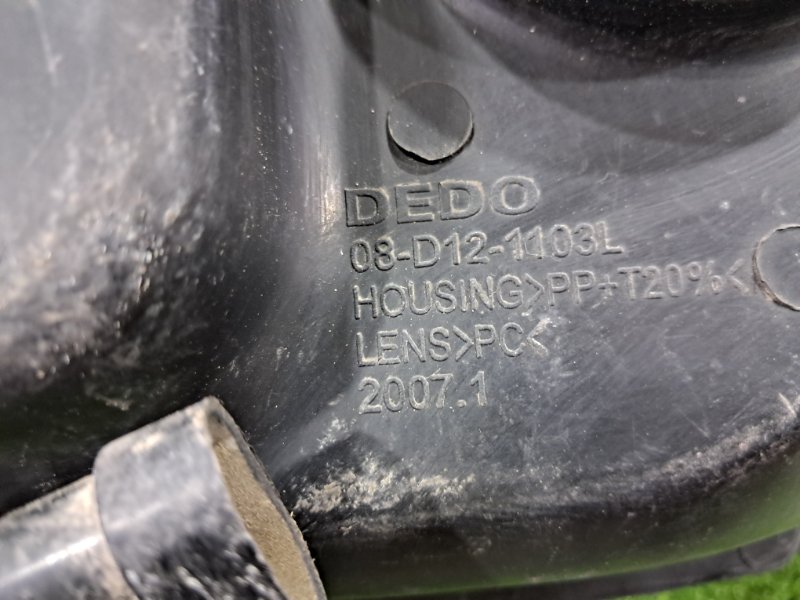 DEDO
08-D12-1103L
HOUSING>PP+T20%<
LENS>PC<
2007.1